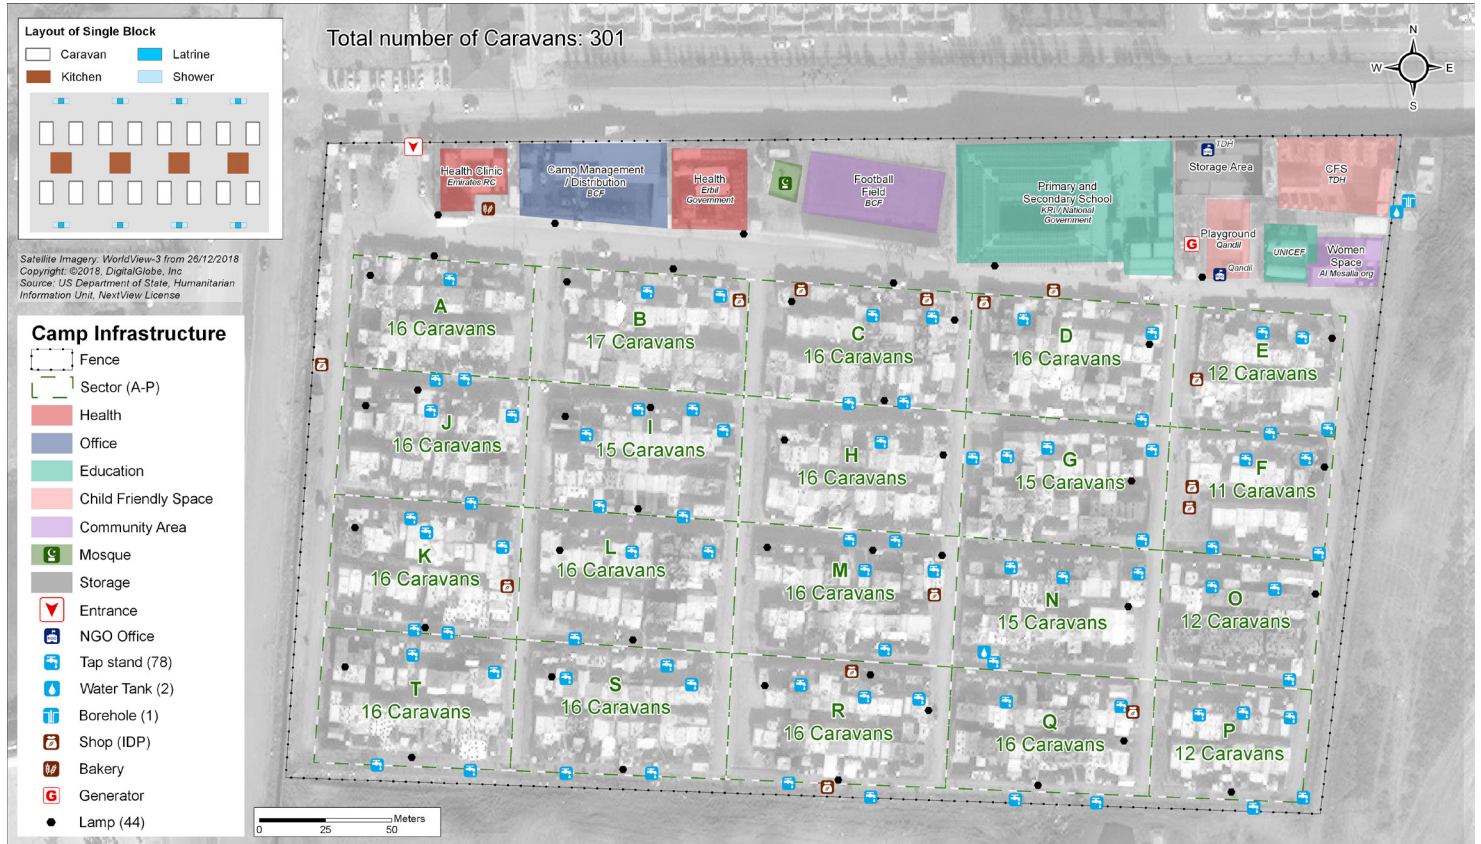 Layout of Single Block
Caravan
Latrine
Kitchen
Shower
Total number of Caravans: 301
N
W
E
S
Satellite Imagery: WorldView-3 from 26/12/2018
Copyright: ©2018, DigitalGlobe, Inc
Source: US Department of State, Humanitarian
Information Unit, NextView License
Camp Infrastructure
Fence
Sector (A-P)
Health
Office
Education
Child Friendly Space
Community Area
Mosque
Storage
Entrance
NGO Office
Tap stand (78)
Water Tank (2)
Borehole (1)
Shop (IDP)
Bakery
G Generator
Lamp (44)
Health Clinic
Emirates RC
Camp Management
/ Distribution
BCF
Health
Erbil
Government
Football
Field
BCF
Primary and
Secondary School
KRI / National
Government
TDH
Storage Area
CFS
TDH
G
Playground
Qandil
Qandil
UNICEF
Women
Space
Al Mesalla org
A
16 Caravans
B
17 Caravans
C
16 Caravans
D
16 Caravans
E
12 Caravans
J
16 Caravans
I
15 Caravans
H
16 Caravans
G
15 Caravans
F
11 Caravans
K
16 Caravans
L
16 Caravans
M
16 Caravans
N
15 Caravans
O
12 Caravans
T
16 Caravans
S
16 Caravans
R
16 Caravans
Q
16 Caravans
P
12 Caravans
Meters
0 25 50